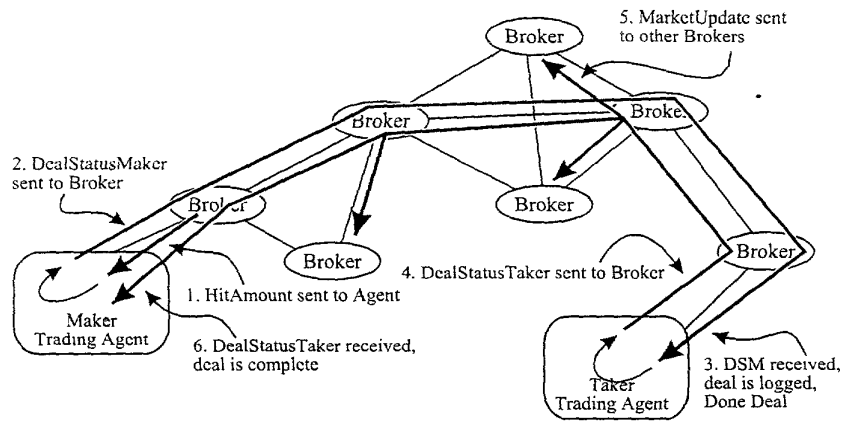 5. MarketUpdate sent
to other Brokers
Broker
Broker
Broker
2. DealStatusMaker
sent to Broker
Broker
Broker
Broker
Broker
4. DealStatusTaker sent to Broker
1. HitAmount sent to Agent
Maker
Trading Agent
6. DealStatusTaker received,
deal is complete
3. DSM received,
deal is logged,
Done Deal
Taker
Trading Agent